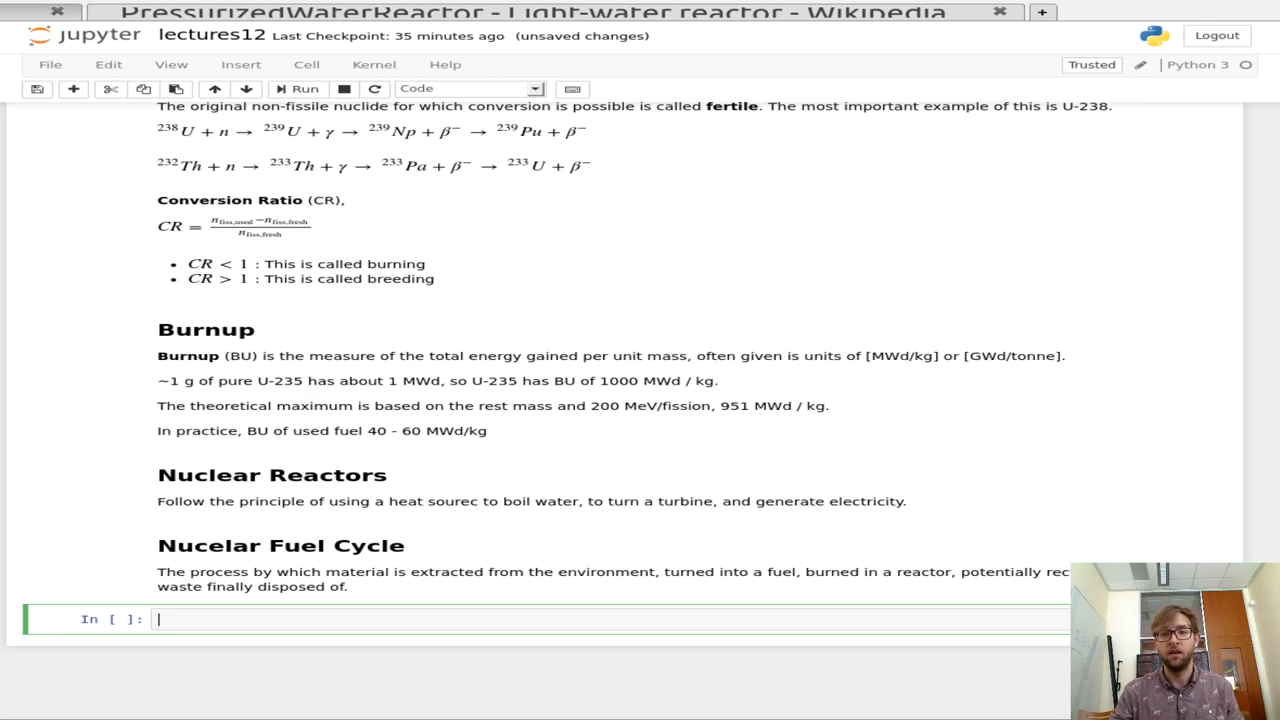 PressurizedWaterReactor - Light-water reactor - Wikipedia
jupyter lectures12 Last Checkpoint: 35 minutes ago (unsaved changes) Logout
File Edit View Insert Cell Kernel Help Trusted Python 3
Run Code
The original non-fissile nuclide for which conversion is possible is called fertile. The most important example of this is U-238.
²³⁸U + n → ²³⁹U + γ → ²³⁹Np + β⁻ → ²³⁹Pu + β⁻
²³²Th + n → ²³³Th + γ → ²³³Pa + β⁻ → ²³³U + β⁻
Conversion Ratio (CR),
CR = (n_fiss,used − n_fiss,fresh) / n_fiss,fresh
• CR < 1 : This is called burning
• CR > 1 : This is called breeding
Burnup
Burnup (BU) is the measure of the total energy gained per unit mass, often given is units of [MWd/kg] or [GWd/tonne].
~1 g of pure U-235 has about 1 MWd, so U-235 has BU of 1000 MWd / kg.
The theoretical maximum is based on the rest mass and 200 MeV/fission, 951 MWd / kg.
In practice, BU of used fuel 40 - 60 MWd/kg
Nuclear Reactors
Follow the principle of using a heat sourec to boil water, to turn a turbine, and generate electricity.
Nucelar Fuel Cycle
The process by which material is extracted from the environment, turned into a fuel, burned in a reactor, potentially
waste finally disposed of.
In [ ]: